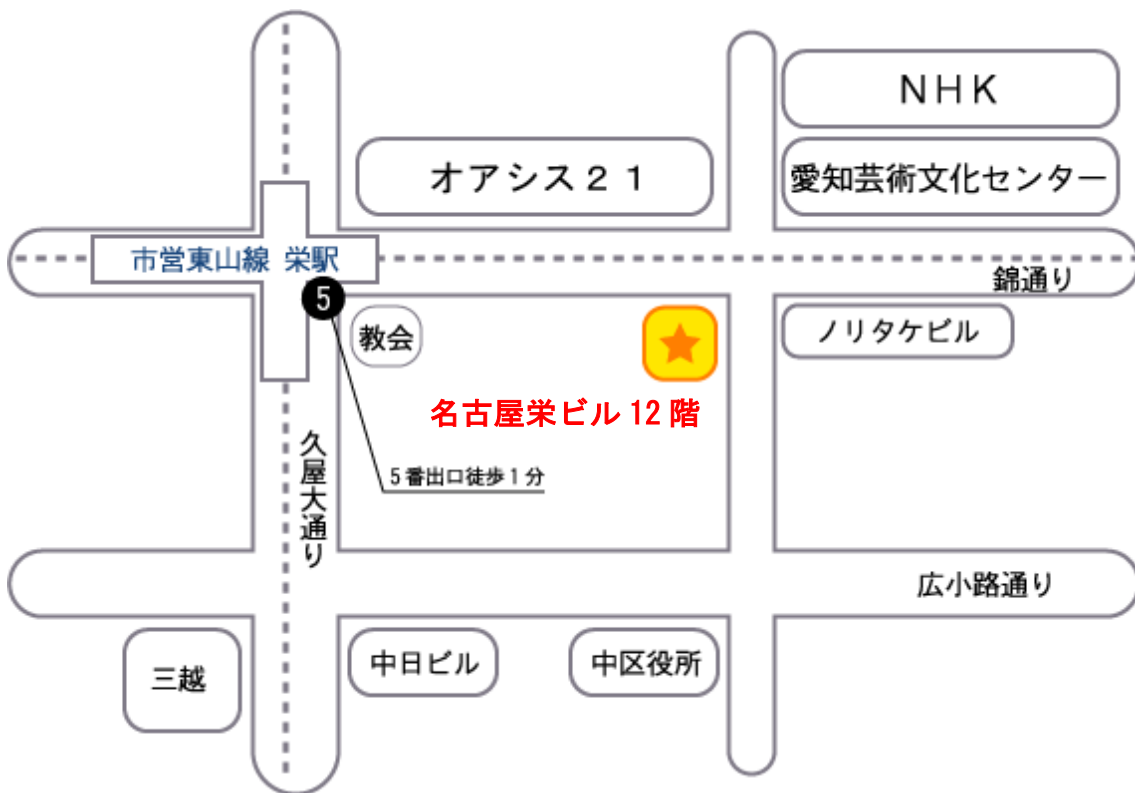 NHK
オアシス21
愛知芸術文化センター
市営東山線 栄駅
錦通り
5
教会
ノリタケビル
名古屋栄ビル12階
久屋大通り
5番出口徒歩1分
広小路通り
三越
中日ビル
中区役所